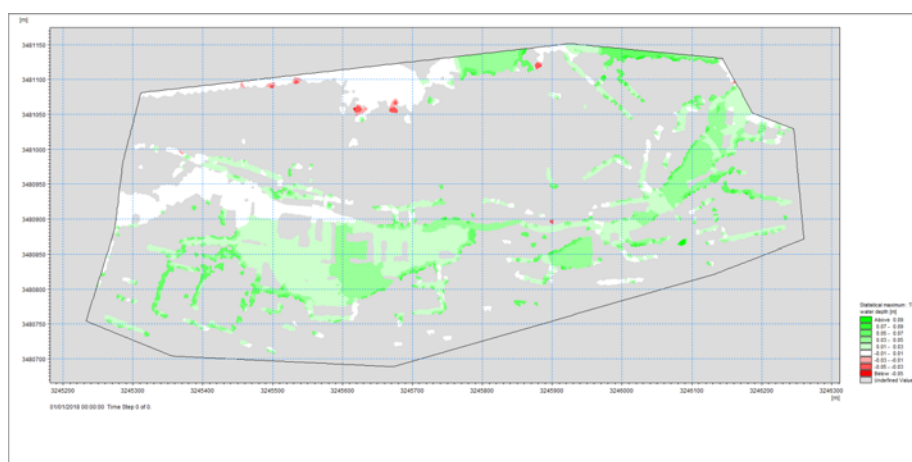 [m]
3481150
3481100
3481050
3481000
3480950
3480900
3480850
3480800
3480750
3480700
3245200 3245300 3245400 3245500 3245600 3245700 3245800 3245900 3246000 3246100 3246200 3246300
[m]
01/01/2018 00:00:00 Time Step 0 of 0.
Statistical maximum : T
water depth [m]
Above 0.09
0.07 - 0.09
0.05 - 0.07
0.03 - 0.05
0.01 - 0.03
-0.01 - 0.01
-0.03 - -0.01
-0.05 - -0.03
Below -0.05
Undefined Value